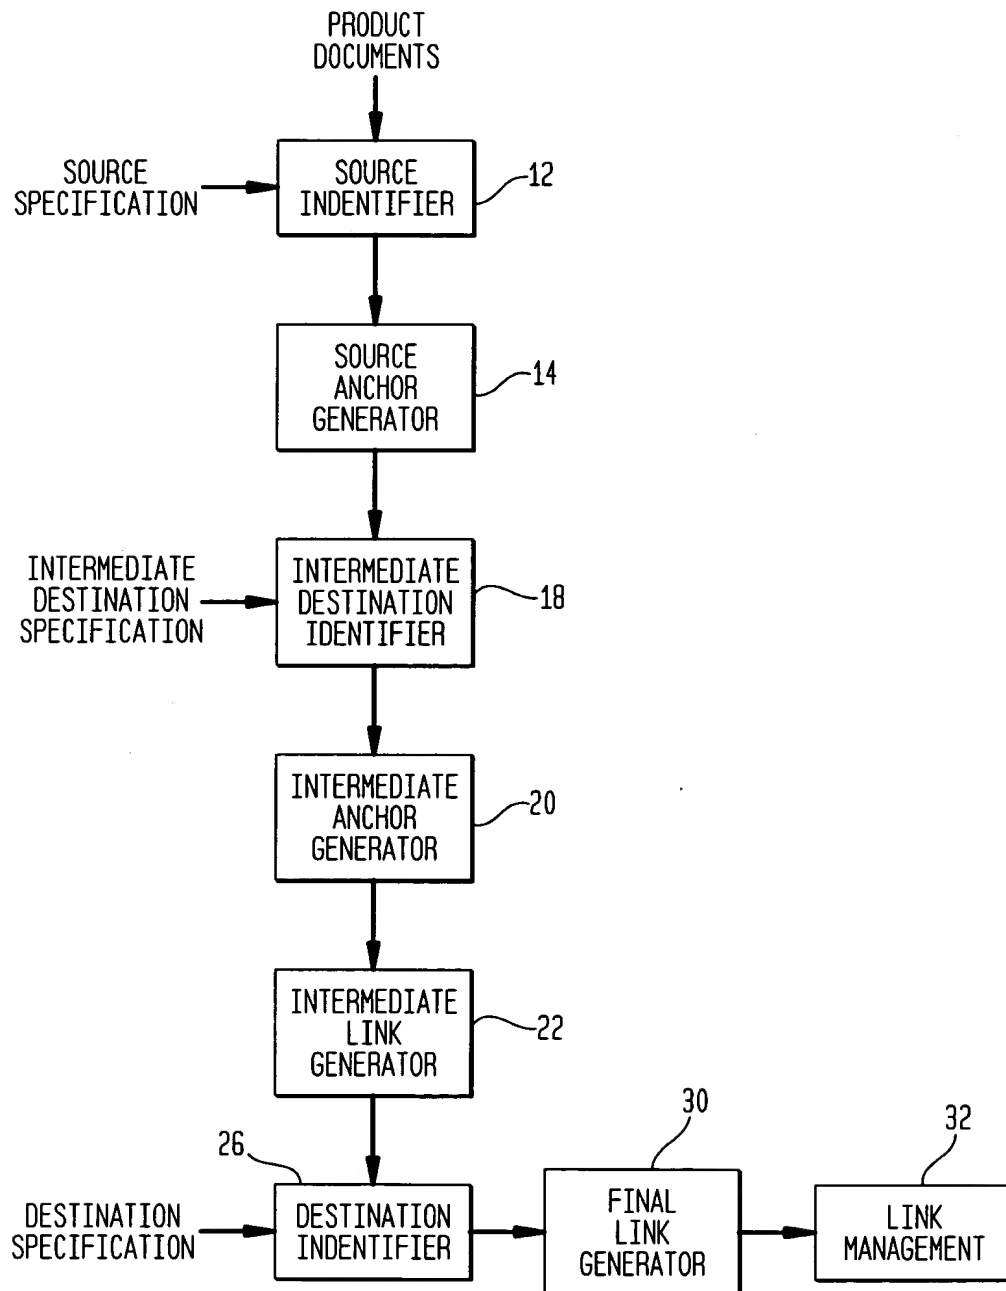 PRODUCT
DOCUMENTS
SOURCE
SPECIFICATION
SOURCE
INDENTIFIER
12
SOURCE
ANCHOR
GENERATOR
14
INTERMEDIATE
DESTINATION
SPECIFICATION
INTERMEDIATE
DESTINATION
IDENTIFIER
18
INTERMEDIATE
ANCHOR
GENERATOR
20
INTERMEDIATE
LINK
GENERATOR
22
DESTINATION
SPECIFICATION
26
DESTINATION
INDENTIFIER
30
FINAL
LINK
GENERATOR
32
LINK
MANAGEMENT